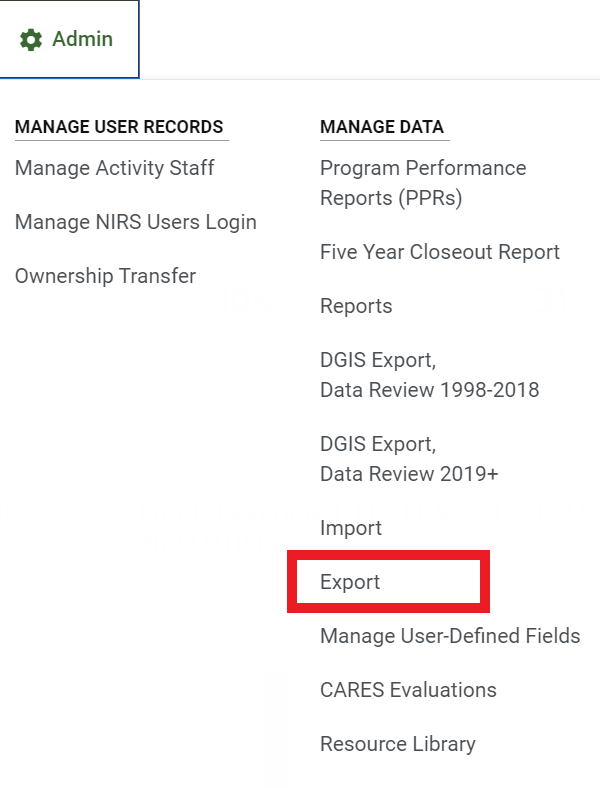 Admin
MANAGE USER RECORDS
Manage Activity Staff
Manage NIRS Users Login
Ownership Transfer
MANAGE DATA
Program Performance
Reports (PPRs)
Five Year Closeout Report
Reports
DGIS Export,
Data Review 1998-2018
DGIS Export,
Data Review 2019+
Import
Export
Manage User-Defined Fields
CARES Evaluations
Resource Library